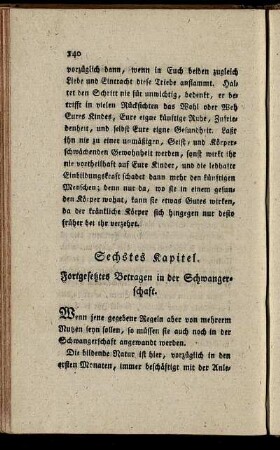 240
vorzüglich dann, wenn in Euch beiden zugleich
Liebe und Eintracht diese Triebe anflammt. Hal-
tet den Schritt nie für unwichtig, bedenkt, er be-
trifft in vielen Rücksichten das Wohl oder Weh
Eures Kindes, Eure eigne künftige Ruhe, Zufrie-
denheit, und selbst Eure eigne Gesundheit. Laßt
ihn nie zu einer unmäßigen, Geist- und Körper-
schwächenden Gewohnheit werden, sonst wirkt ihr
nie vortheilhaft auf Eure Kinder, und die lebhafte
Einbildungskraft schadet dann mehr dem künftigen
Menschen; denn nur da, wo sie in einem gesun-
den Körper wohnt, kann sie etwas Gutes wirken,
da der kränkliche Körper sich hingegen nur desto
früher bei ihr verzehrt.
Sechstes Kapitel.
Fortgesetztes Betragen in der Schwanger-
schaft.
Wenn jene gegebene Regeln aber von mehrerem
Nutzen seyn sollen, so müssen sie auch noch in der
Schwangerschaft angewandt werden.
Die bildende Natur ist hier, vorzüglich in den
ersten Monaten, immer beschäftigt mit der Anle-